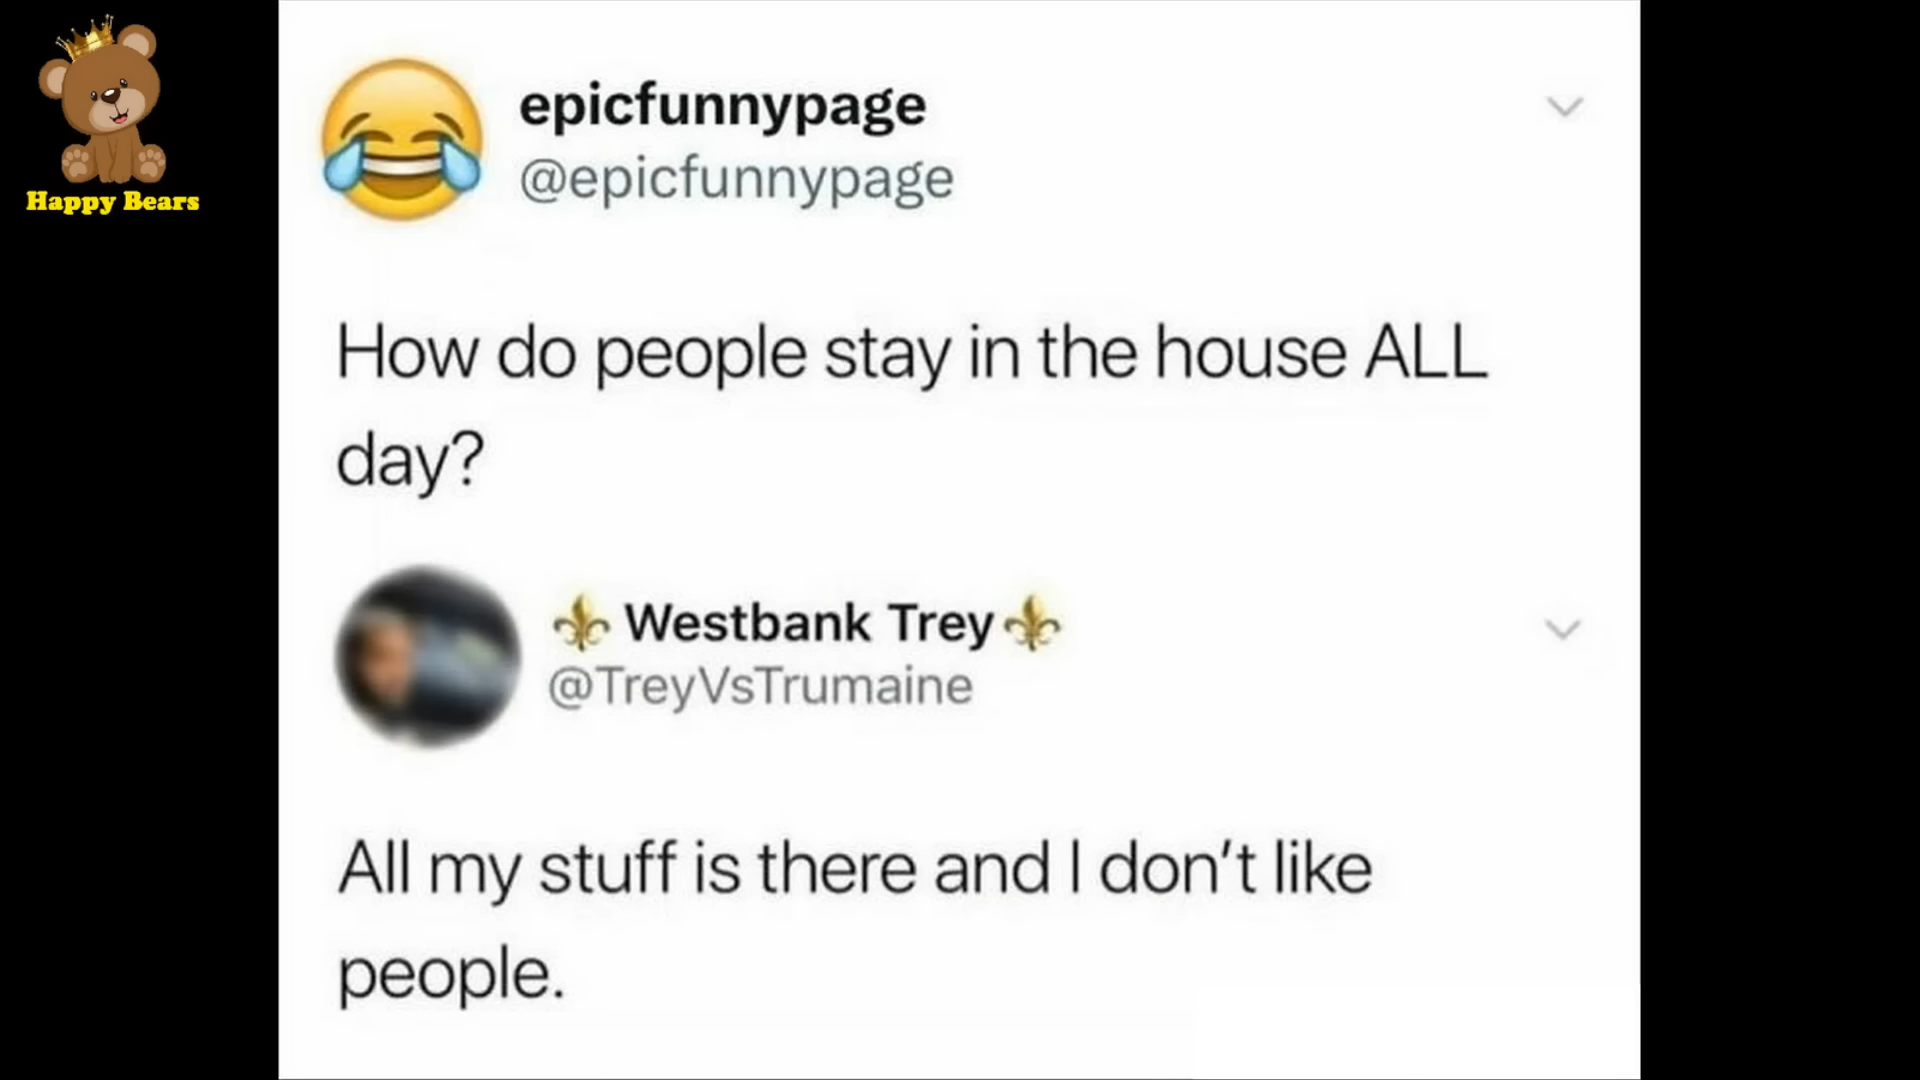 Happy Bears
epicfunnypage
@epicfunnypage
How do people stay in the house ALL
day?
⚜️ Westbank Trey ⚜️
@TreyVsTrumaine
All my stuff is there and I don't like
people.